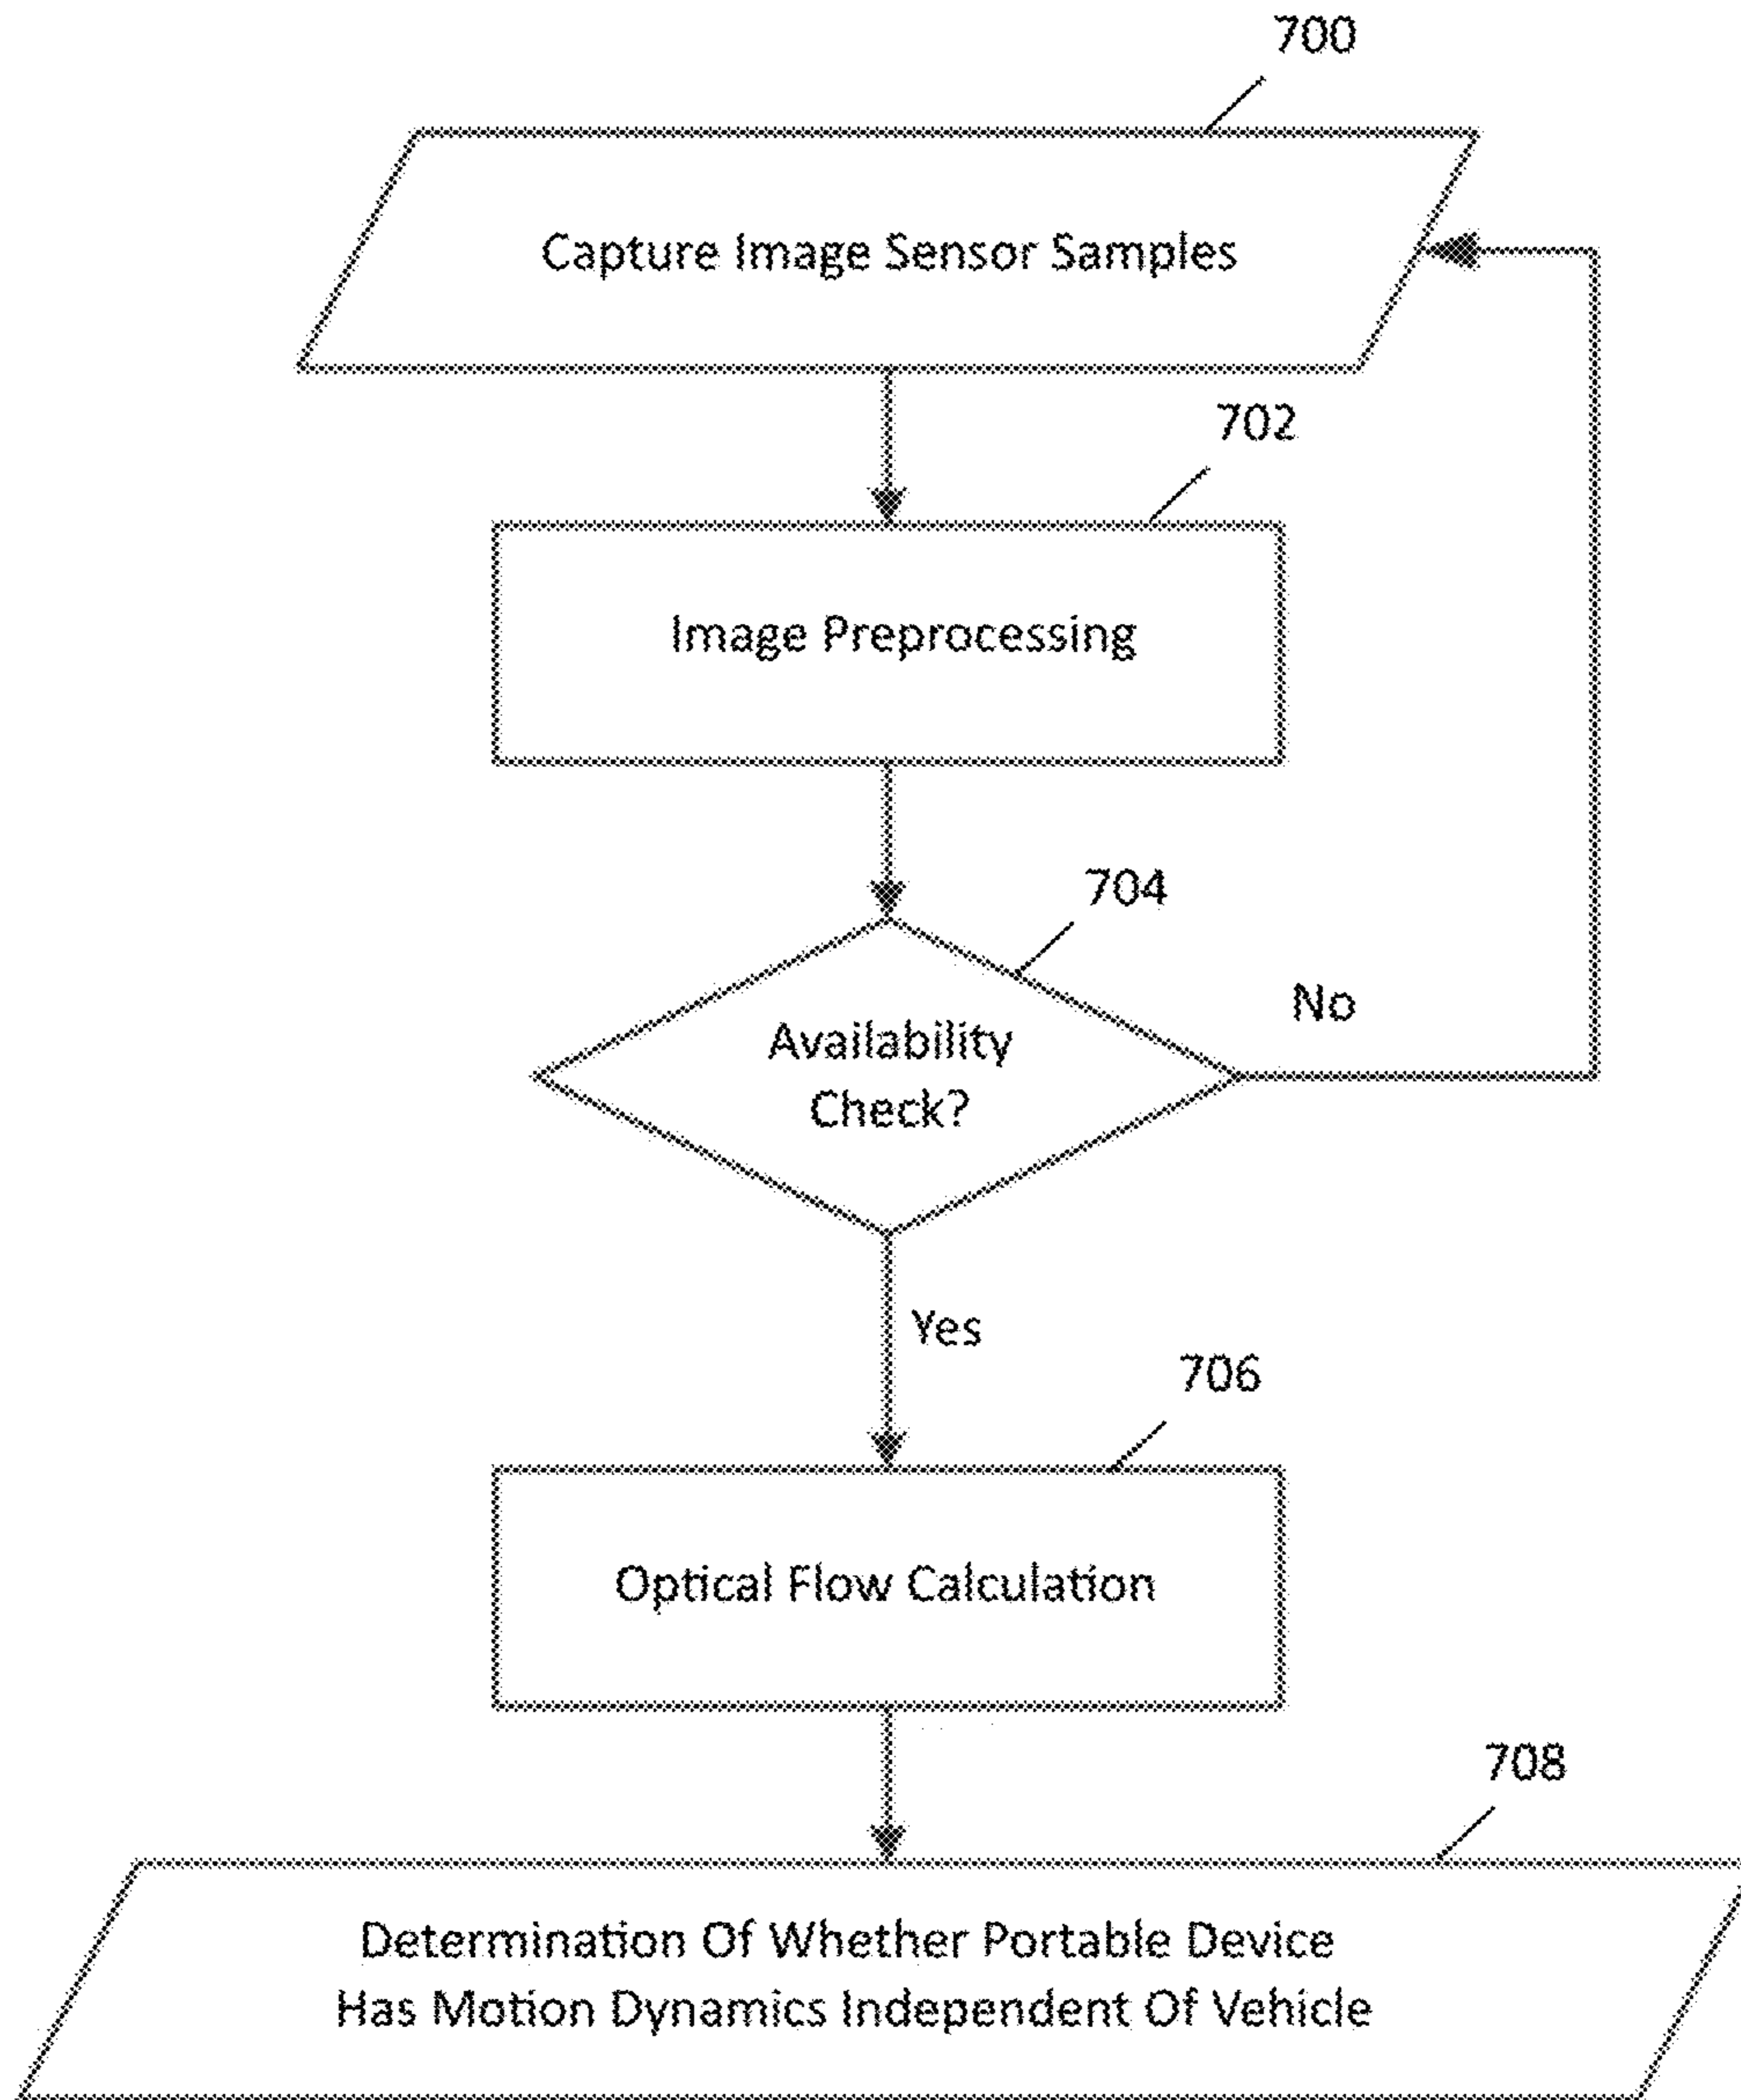 700
Capture Image Sensor Samples
702
Image Preprocessing
704
Availability
Check?
No
Yes
706
Optical Flow Calculation
708
Determination Of Whether Portable Device
Has Motion Dynamics Independent Of Vehicle